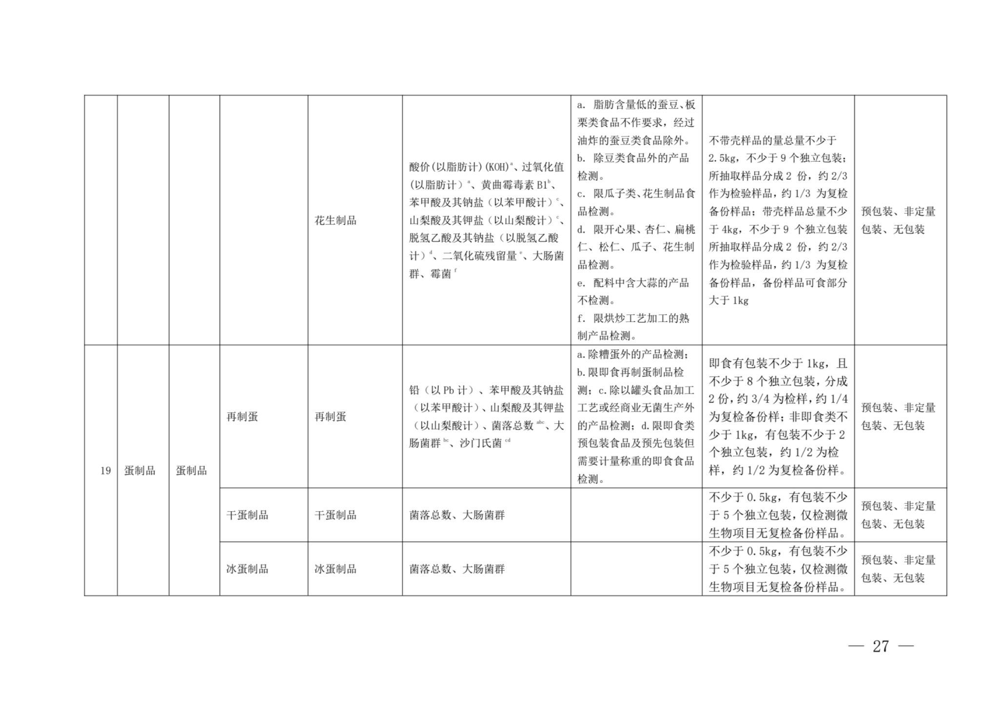 花生制品
酸价(以脂肪计)(KOH)a、过氧化值
(以脂肪计）a、黄曲霉毒素 B1b、
苯甲酸及其钠盐（以苯甲酸计）c、
山梨酸及其钾盐（以山梨酸计）c、
脱氢乙酸及其钠盐（以脱氢乙酸
计）d、二氧化硫残留量 e、大肠菌
群、霉菌 f
a. 脂肪含量低的蚕豆、板
栗类食品不作要求，经过
油炸的蚕豆类食品除外。
b. 除豆类食品外的产品
检测。
c. 限瓜子类、花生制品食
品检测。
d. 限开心果、杏仁、扁桃
仁、松仁、瓜子、花生制
品检测。
e. 配料中含大蒜的产品
不检测。
f. 限烘炒工艺加工的熟
制产品检测。
不带壳样品的量总量不少于
2.5kg，不少于 9 个独立包装；
所抽取样品分成 2 份，约 2/3
作为检验样品，约 1/3 为复检
备份样品；带壳样品总量不少
于 4kg，不少于 9 个独立包装
所抽取样品分成 2 份，约 2/3
作为检验样品，约 1/3 为复检
备份样品，备份样品可食部分
大于 1kg
预包装、非定量
包装、无包装
19
蛋制品
蛋制品
再制蛋
再制蛋
铅（以 Pb 计）、苯甲酸及其钠盐
（以苯甲酸计）、山梨酸及其钾盐
（以山梨酸计）、菌落总数 abc、大
肠菌群 bc、沙门氏菌 cd
a.除糟蛋外的产品检测；
b.限即食再制蛋制品检
测；c.除以罐头食品加工
工艺或经商业无菌生产外
的产品检测；d.限即食类
预包装食品及预先包装但
需要计量称重的即食食品
检测。
即食有包装不少于 1kg，且
不少于 8 个独立包装，分成
2 份，约 3/4 为检样，约 1/4
为复检备份样；非即食类不
少于 1kg，有包装不少于 2
个独立包装，约 1/2 为检
样，约 1/2 为复检备份样。
预包装、非定量
包装、无包装
干蛋制品
干蛋制品
菌落总数、大肠菌群
不少于 0.5kg，有包装不少
于 5 个独立包装，仅检测微
生物项目无复检备份样品。
预包装、非定量
包装、无包装
冰蛋制品
冰蛋制品
菌落总数、大肠菌群
不少于 0.5kg，有包装不少
于 5 个独立包装，仅检测微
生物项目无复检备份样品。
预包装、非定量
包装、无包装
— 27 —